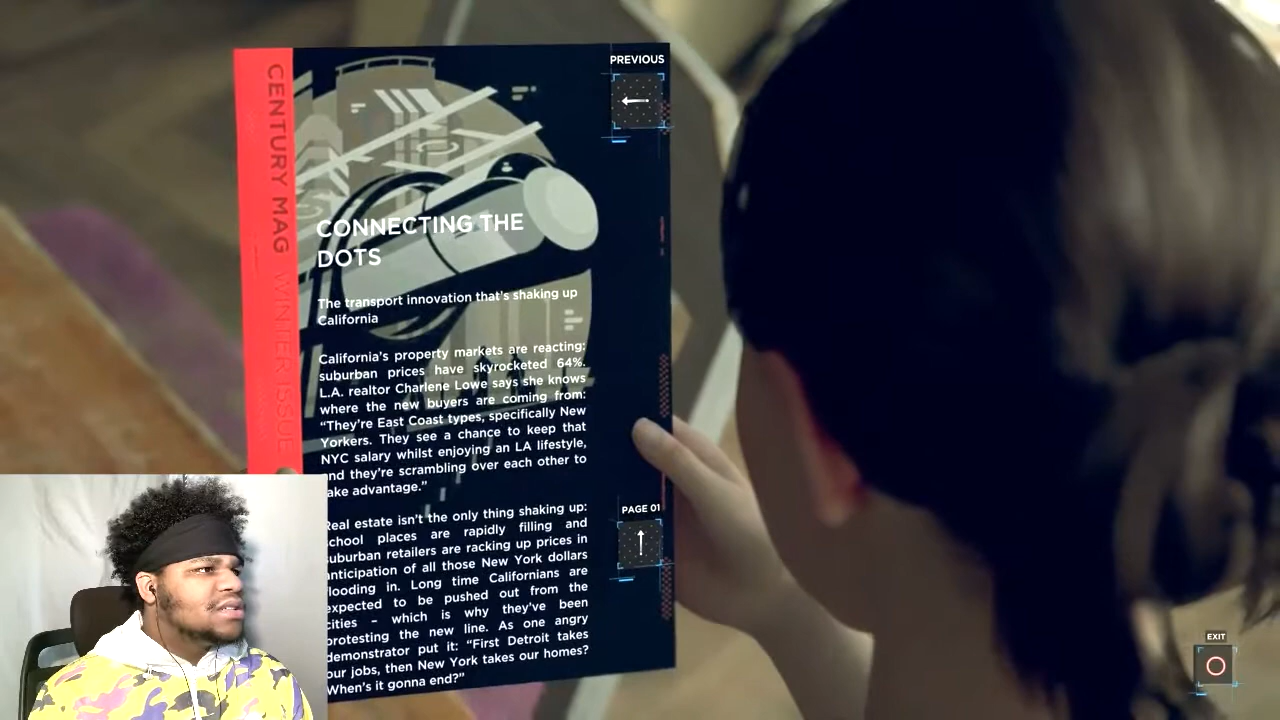 PREVIOUS
CENTURY MAG WINTER ISSUE
CONNECTING THE
DOTS
The transport innovation that's shaking up
California
California's property markets are reacting:
suburban prices have skyrocketed 64%.
L.A. realtor Charlene Lowe says she knows
where the new buyers are coming from:
"They're East Coast types, specifically New
Yorkers. They see a chance to keep that
NYC salary whilst enjoying an LA lifestyle,
and they're scrambling over each other to
take advantage."
Real estate isn't the only thing shaking up:
school places are rapidly filling and
suburban retailers are racking up prices in
anticipation of all those New York dollars
flooding in. Long time Californians are
expected to be pushed out from the
cities – which is why they've been
protesting the new line. As one angry
demonstrator put it: "First Detroit takes
our jobs, then New York takes our homes?
When's it gonna end?"
PAGE 01
EXIT